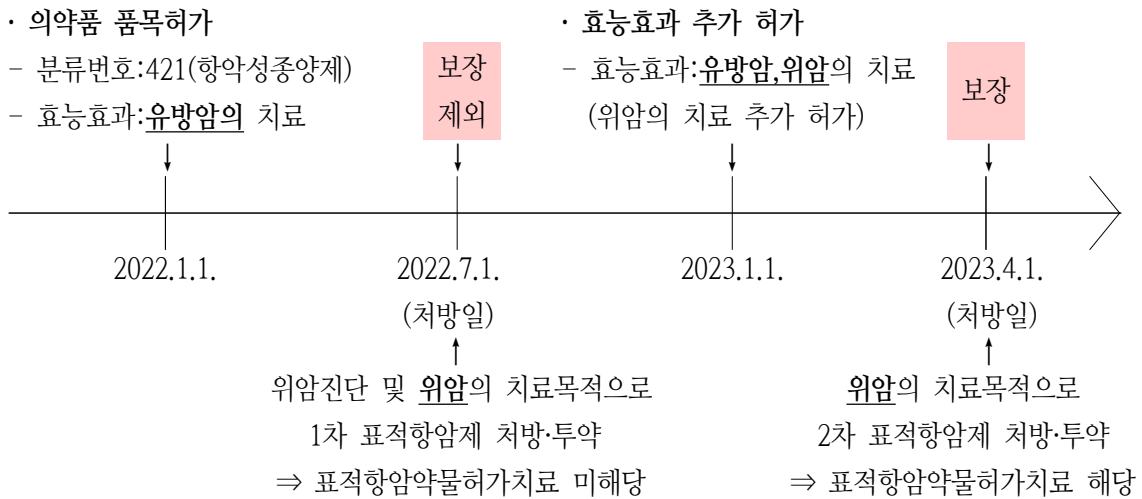 · 의약품 품목허가
- 분류번호:421(항악성종양제)
- 효능효과:유방암의 치료
보장
제외
· 효능효과 추가 허가
- 효능효과:유방암,위암의 치료
(위암의 치료 추가 허가)
보장
2022.1.1.
2022.7.1.
(처방일)
2023.1.1.
2023.4.1.
(처방일)
위암진단 및 위암의 치료목적으로
1차 표적항암제 처방·투약
⇒ 표적항암약물허가치료 미해당
위암의 치료목적으로
2차 표적항암제 처방·투약
⇒ 표적항암약물허가치료 해당